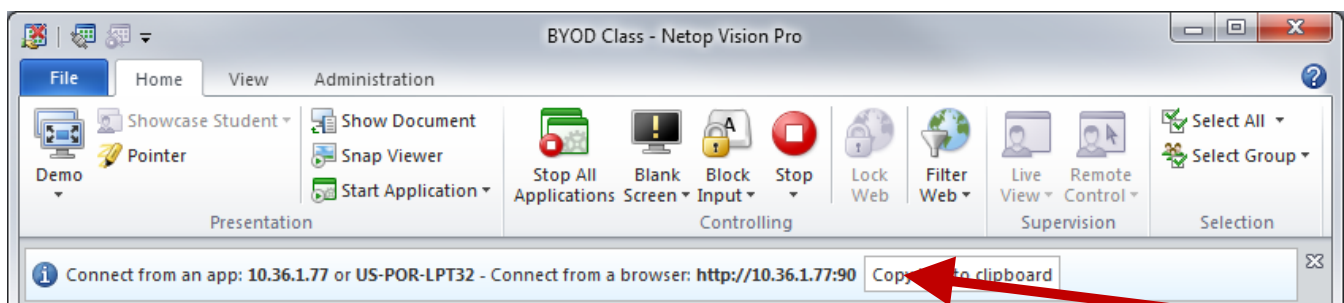 BYOD Class - Netop Vision Pro
File Home View Administration
Showcase Student
Pointer
Demo
Show Document
Snap Viewer
Start Application
Presentation
Stop All Applications
Blank Screen
Block Input
Stop
Lock Web
Filter Web
Controlling
Live View
Remote Control
Supervision
Select All
Select Group
Selection
Connect from an app: 10.36.1.77 or US-POR-LPT32 - Connect from a browser: http://10.36.1.77:90
to clipboard